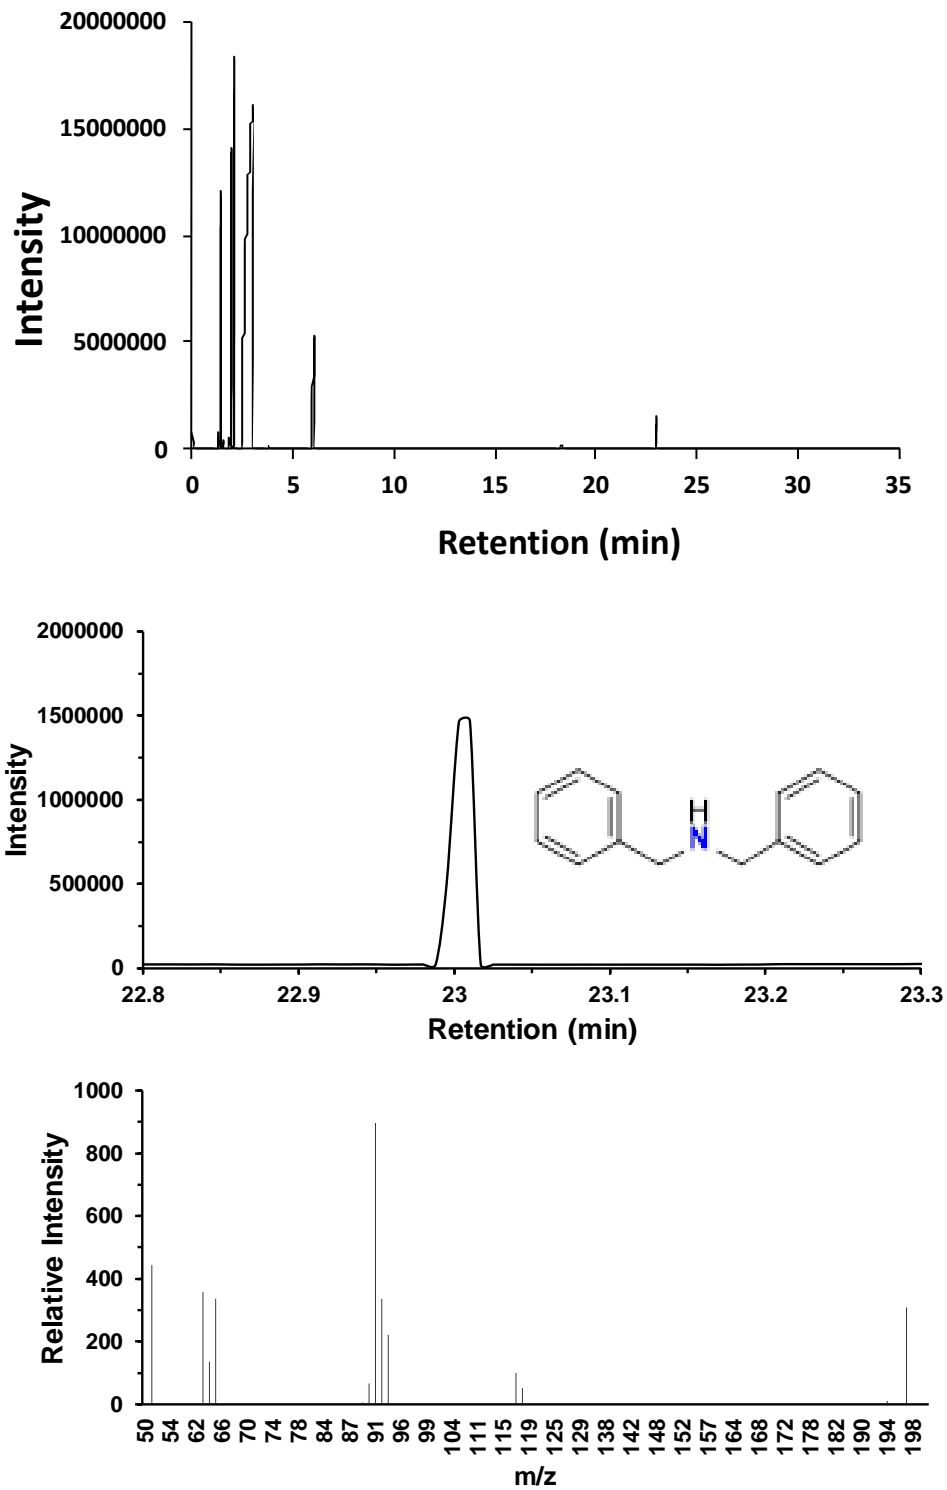 20000000
15000000
10000000
5000000
0
Intensity
0 5 10 15 20 25 30 35
Retention (min)
2000000
1500000
1000000
500000
0
Intensity
H
N
22.8 22.9 23 23.1 23.2 23.3
Retention (min)
1000
800
600
400
200
0
Relative Intensity
50 54 62 66 70 74 78 84 87 91 96 99 104 111 115 119 125 129 138 142 148 152 157 164 168 172 178 182 190 194 198
m/z